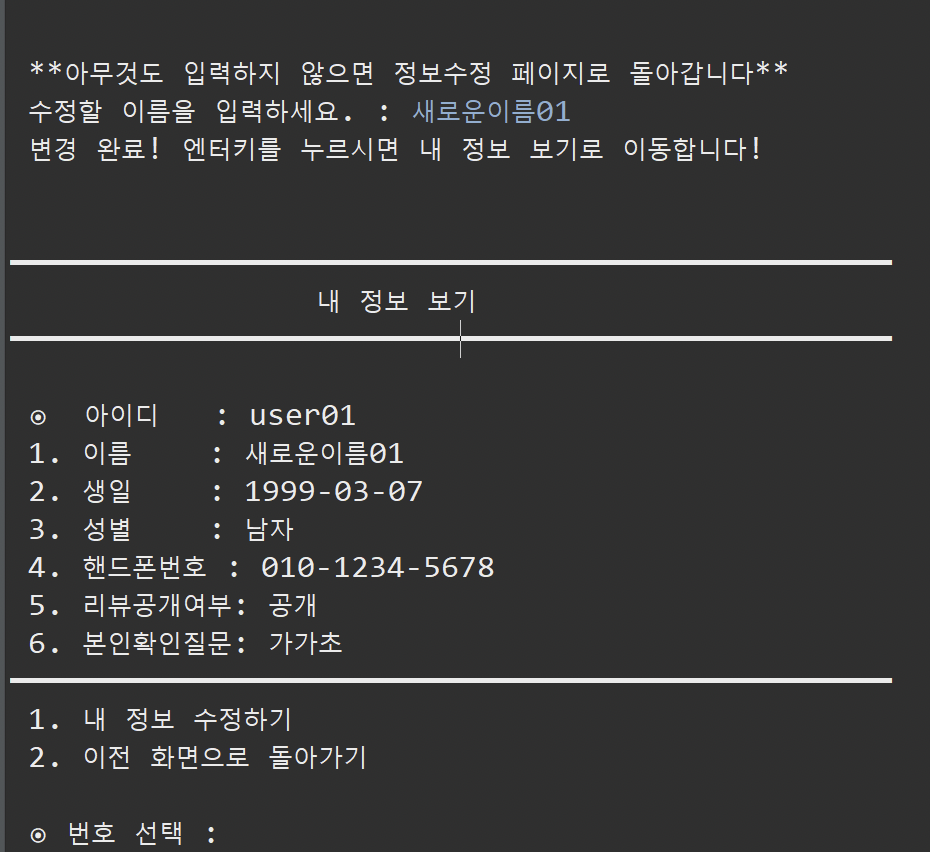 **아무것도 입력하지 않으면 정보수정 페이지로 돌아갑니다**
수정할 이름을 입력하세요. : 새로운이름01
변경 완료! 엔터키를 누르시면 내 정보 보기로 이동합니다!
내 정보 보기
⊙ 아이디 : user01
1. 이름 : 새로운이름01
2. 생일 : 1999-03-07
3. 성별 : 남자
4. 핸드폰번호 : 010-1234-5678
5. 리뷰공개여부: 공개
6. 본인확인질문: 가가초
1. 내 정보 수정하기
2. 이전 화면으로 돌아가기
⊙ 번호 선택 :